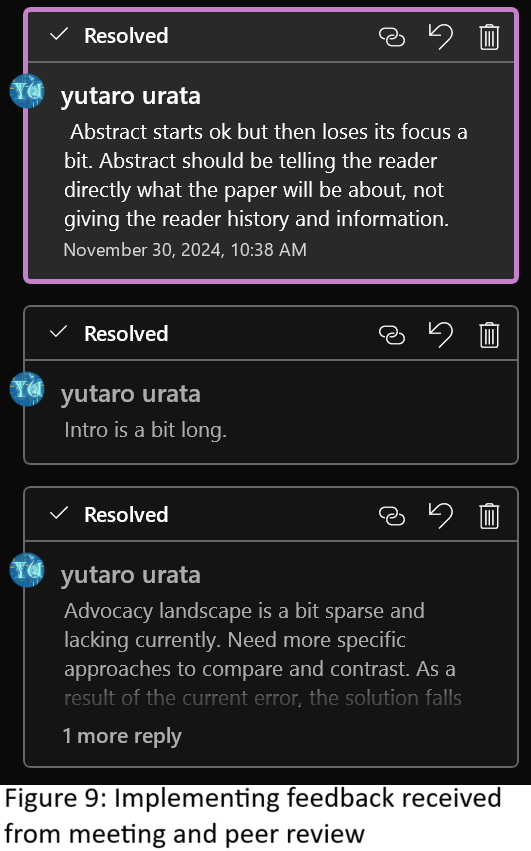 Resolved
yutaro urata
Abstract starts ok but then loses its focus a
bit. Abstract should be telling the reader
directly what the paper will be about, not
giving the reader history and information.
November 30, 2024, 10:38 AM
Resolved
yutaro urata
Intro is a bit long.
Resolved
yutaro urata
Advocacy landscape is a bit sparse and
lacking currently. Need more specific
approaches to compare and contrast. As a
result of the current error, the solution falls
1 more reply
Figure 9: Implementing feedback received
from meeting and peer review